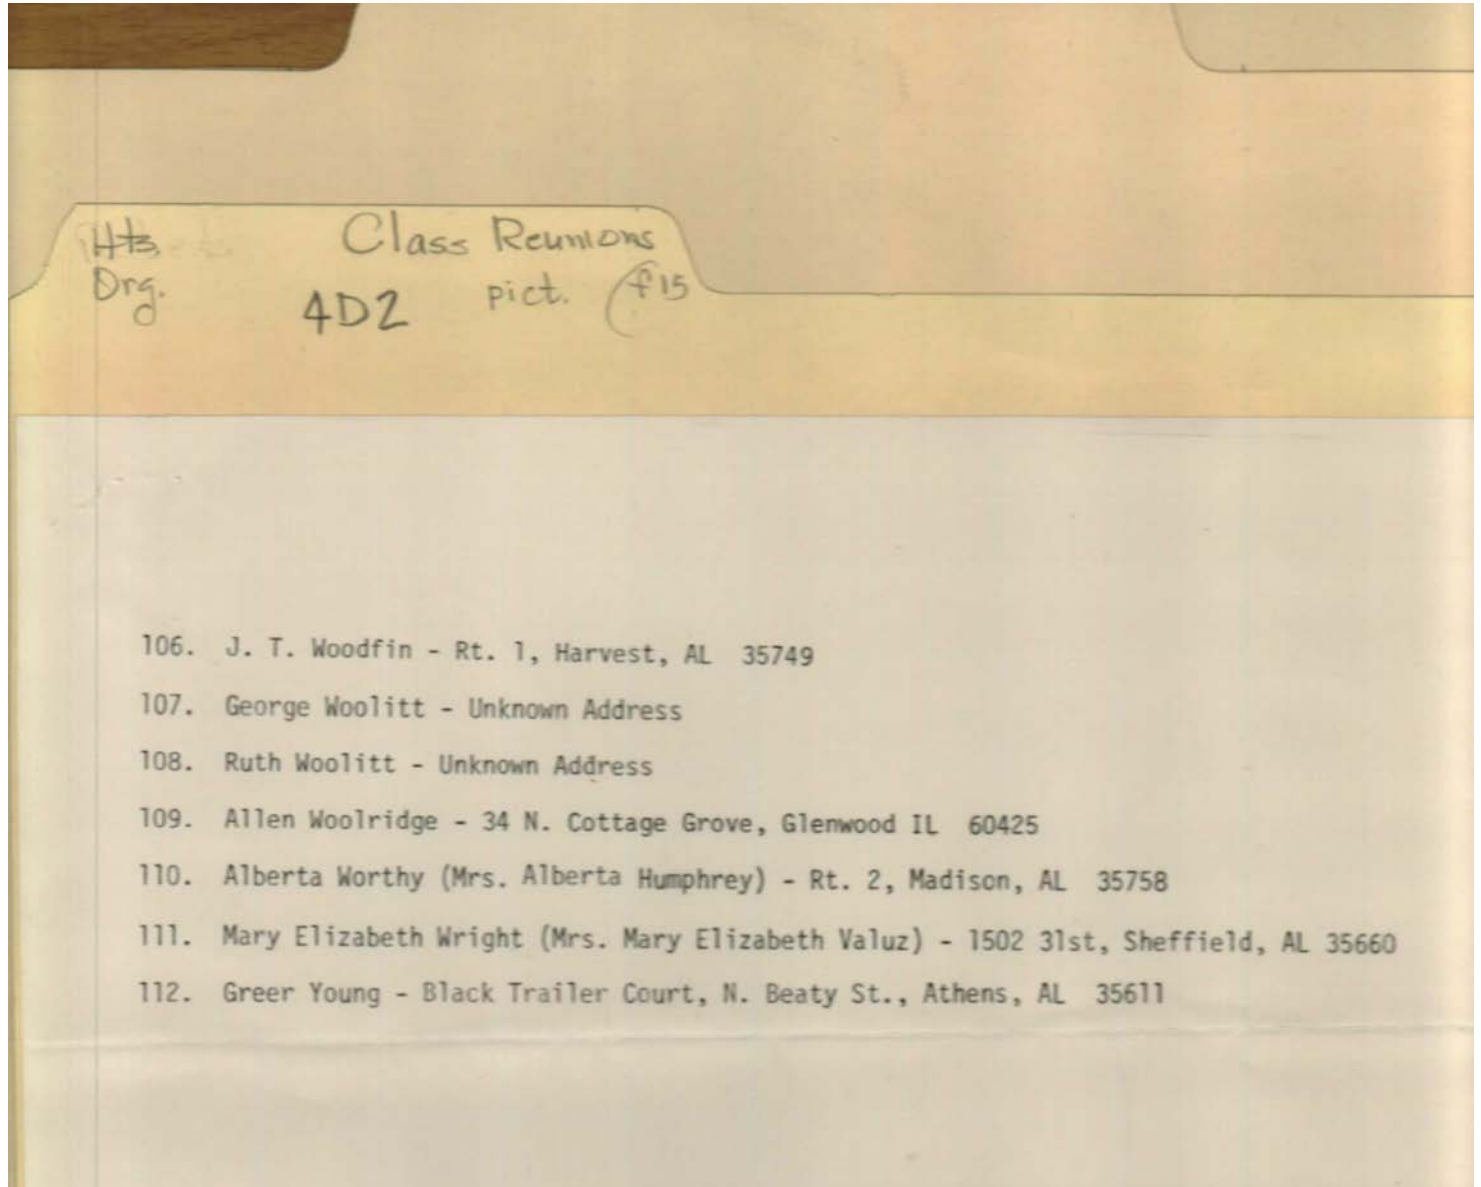 Class Reunions
Org.
4D2 pict. f15
106. J. T. Woodfin - Rt. 1, Harvest, AL 35749
107. George Woolitt - Unknown Address
108. Ruth Woolitt - Unknown Address
109. Allen Woolridge - 34 N. Cottage Grove, Glenwood IL 60425
110. Alberta Worthy (Mrs. Alberta Humphrey) - Rt. 2, Madison, AL 35758
111. Mary Elizabeth Wright (Mrs. Mary Elizabeth Valuz) - 1502 31st, Sheffield, AL 35660
112. Greer Young - Black Trailer Court, N. Beaty St., Athens, AL 35611